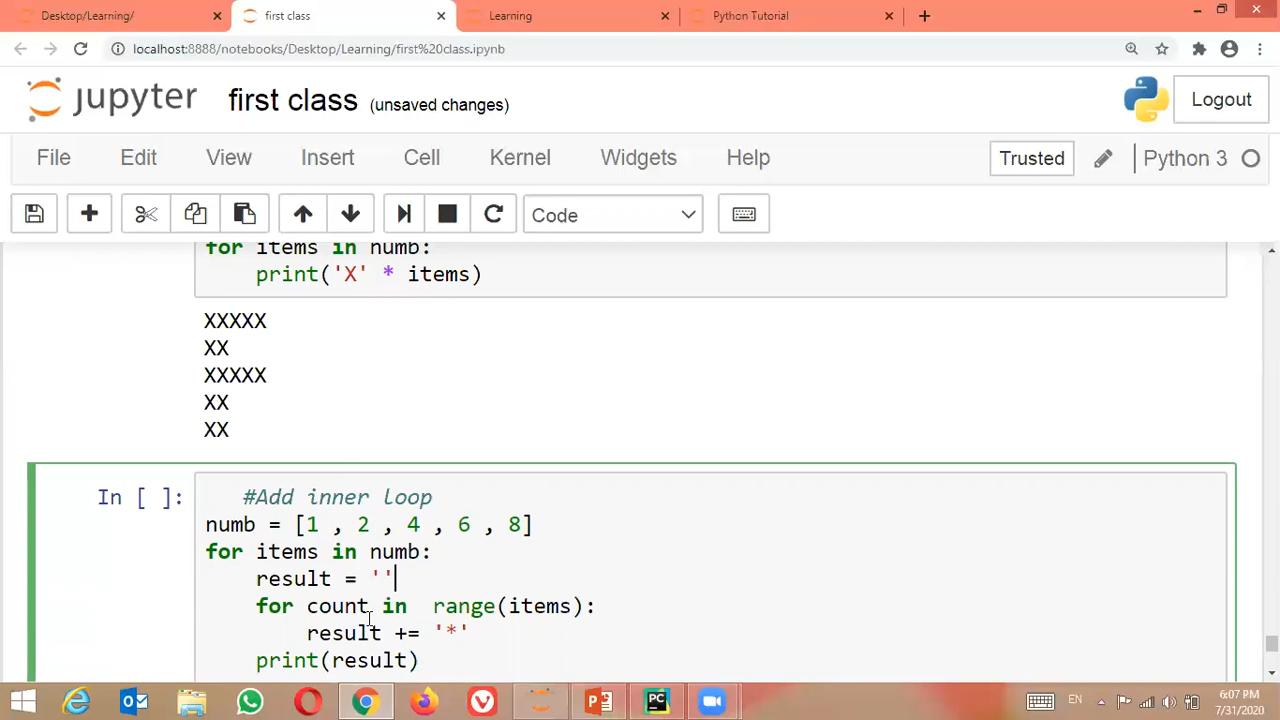 Desktop/Learning/ first class Learning Python Tutorial
localhost:8888/notebooks/Desktop/Learning/first%20class.ipynb
jupyter first class (unsaved changes) Logout
File Edit View Insert Cell Kernel Widgets Help Trusted Python 3
Code
for items in numb:
print('X' * items)
XXXXX
XX
XXXXX
XX
XX
In [ ]: #Add inner loop
numb = [1 , 2 , 4 , 6 , 8]
for items in numb:
result = ''
for count in range(items):
result += '*'
print(result)
EN 6:07 PM
7/31/2020